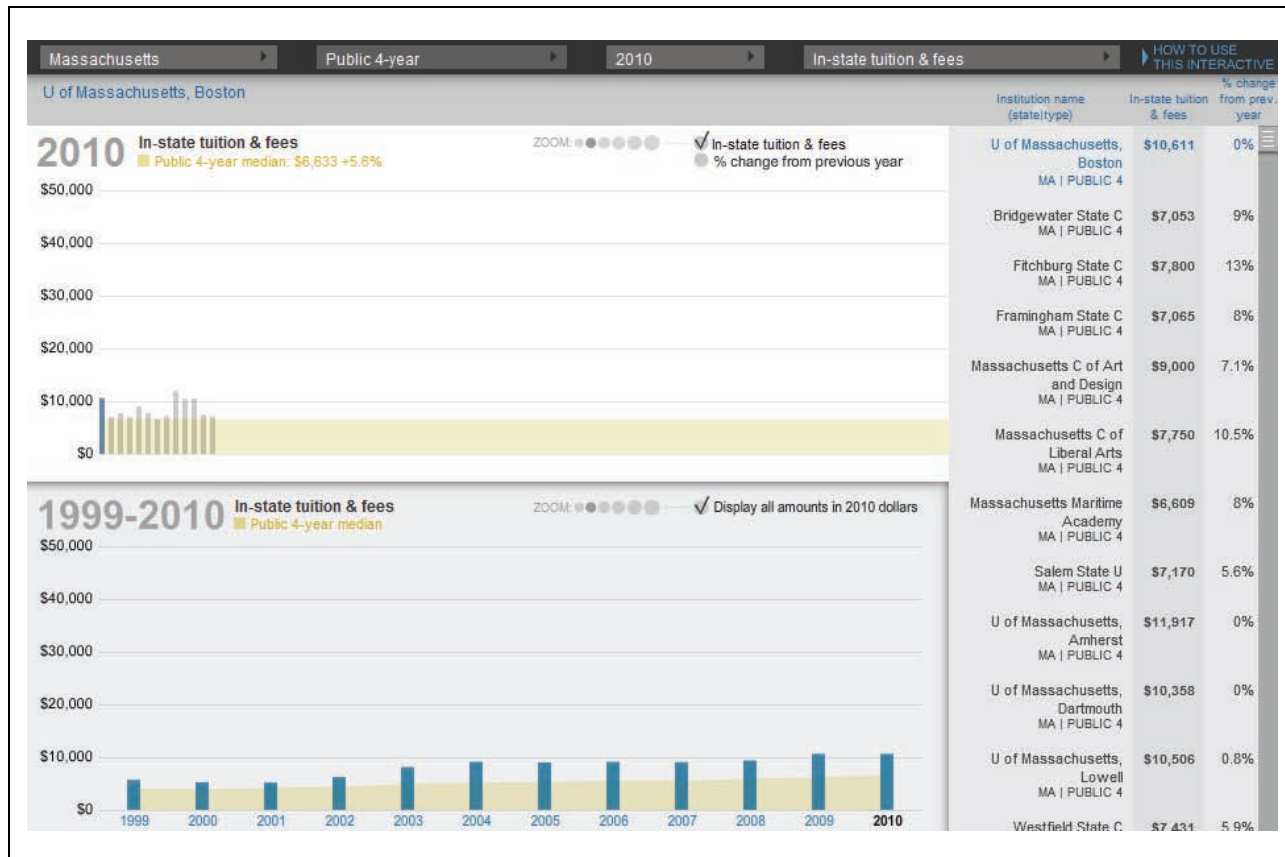 Massachusetts
Public 4-year
2010
In-state tuition & fees
HOW TO USE
THIS INTERACTIVE
U of Massachusetts, Boston
2010
In-state tuition & fees
Public 4-year median: $6,633 +5.6%
ZOOM:
In-state tuition & fees
% change from previous year
$50,000
$40,000
$30,000
$20,000
$10,000
$0
1999-2010
In-state tuition & fees
Public 4-year median
ZOOM:
Display all amounts in 2010 dollars
$50,000
$40,000
$30,000
$20,000
$10,000
$0
1999 2000 2001 2002 2003 2004 2005 2006 2007 2008 2009 2010
Institution name
(state|type)
In-state tuition
& fees
% change
from prev.
year
U of Massachusetts, $10,611 0%
Boston
MA | PUBLIC 4
Bridgewater State C $7,053 9%
MA | PUBLIC 4
Fitchburg State C $7,800 13%
MA | PUBLIC 4
Framingham State C $7,065 8%
MA | PUBLIC 4
Massachusetts C of Art $9,000 7.1%
and Design
MA | PUBLIC 4
Massachusetts C of $7,750 10.5%
Liberal Arts
MA | PUBLIC 4
Massachusetts Maritime $6,609 8%
Academy
MA | PUBLIC 4
Salem State U $7,170 5.6%
MA | PUBLIC 4
U of Massachusetts, $11,917 0%
Amherst
MA | PUBLIC 4
U of Massachusetts, $10,358 0%
Dartmouth
MA | PUBLIC 4
U of Massachusetts, $10,506 0.8%
Lowell
MA | PUBLIC 4
Westfield State C $7,431 5.9%